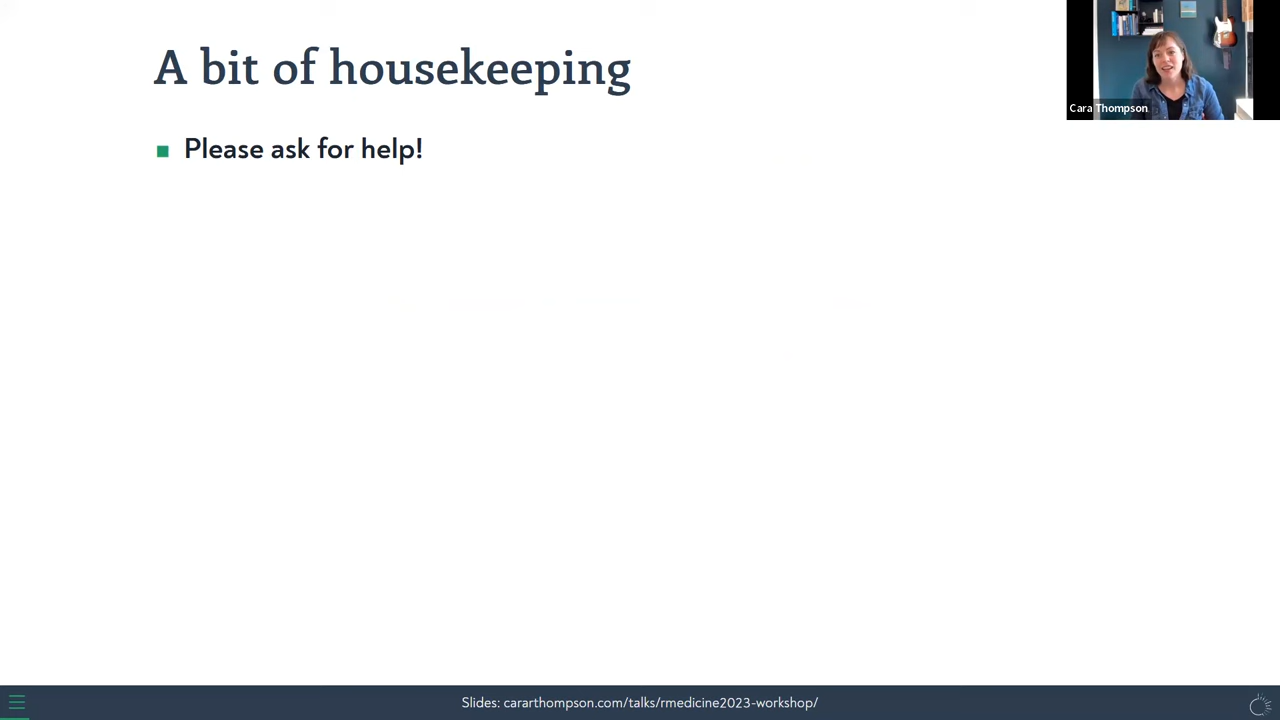 A bit of housekeeping
Cara Thompson
Please ask for help!
Slides: cararthompson.com/talks/rmedicine2023-workshop/